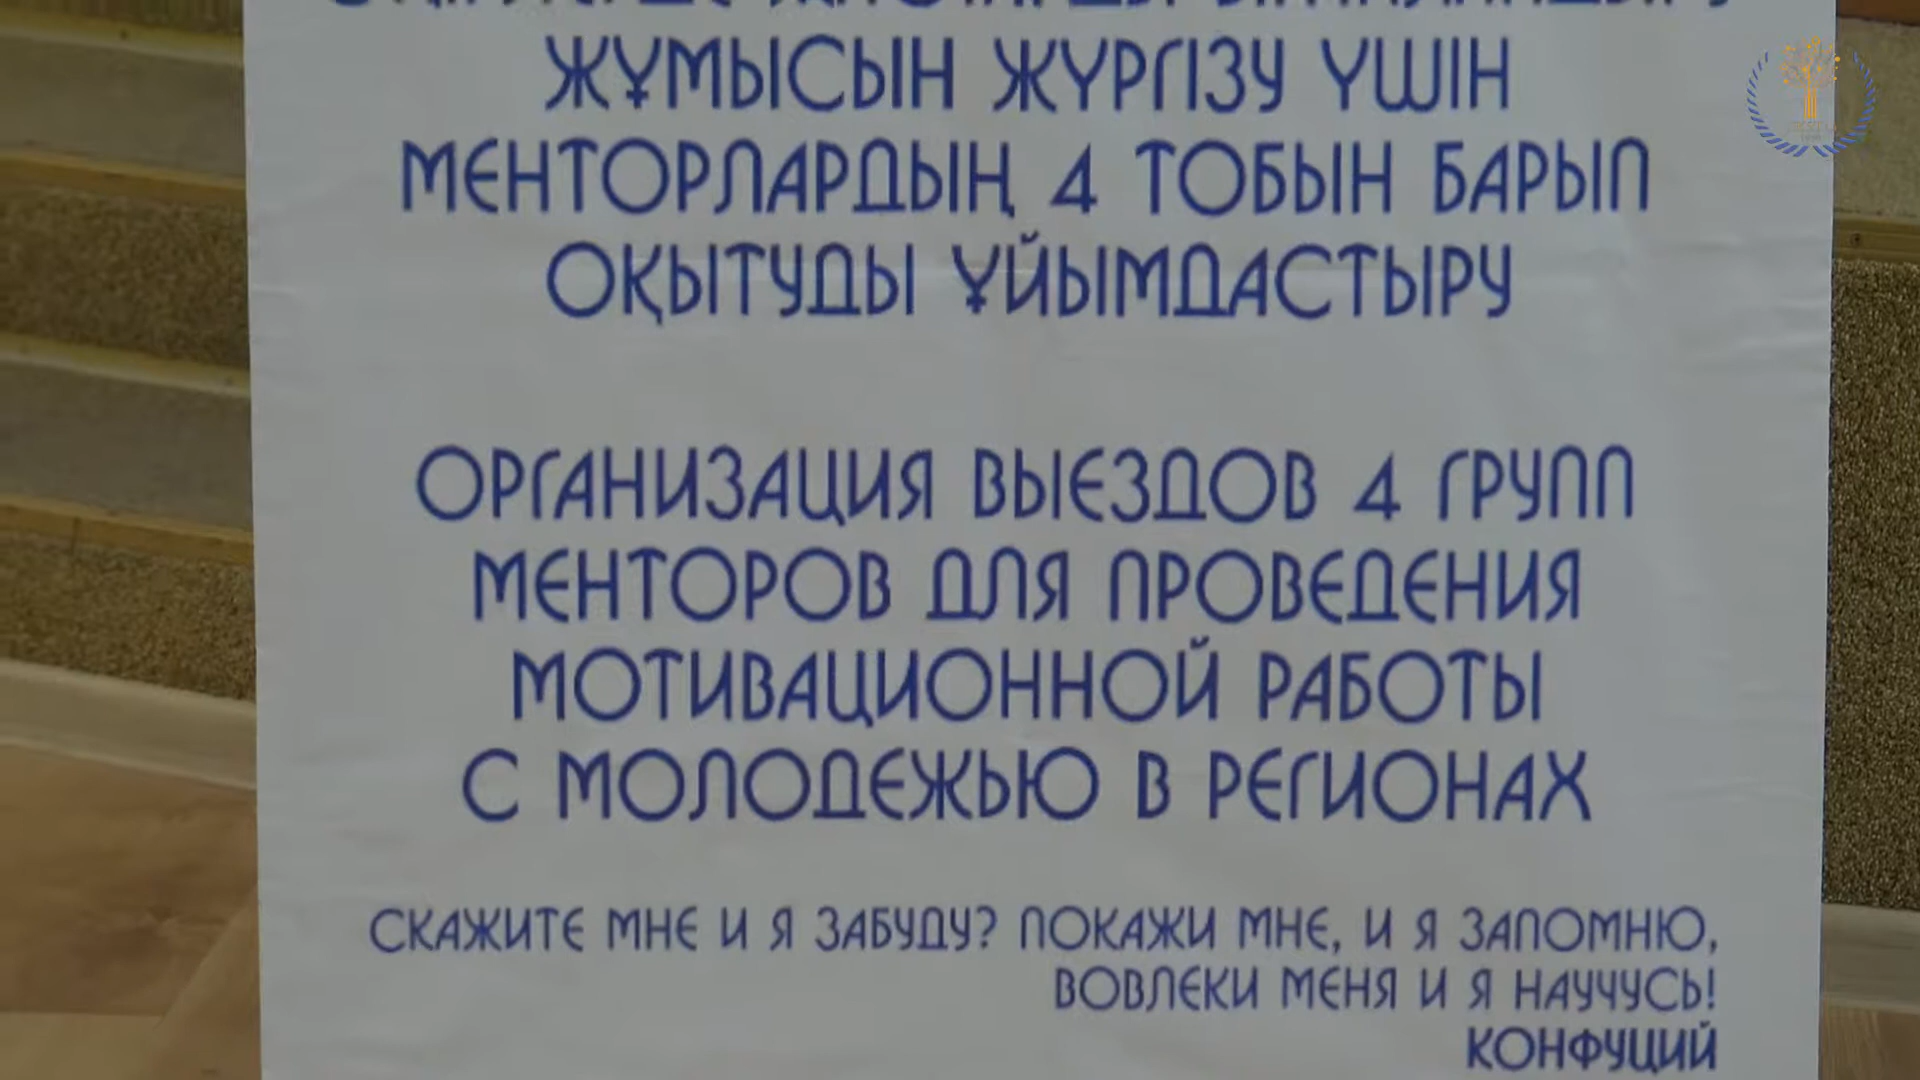 ЖҰМЫСЫН ЖҮРГІЗУ ҮШІН
МЕНТОРЛАРДЫҢ 4 ТОБЫН БАРЫП
ОҚЫТУДЫ ҰЙЫМДАСТЫРУ
ОРГАНИЗАЦИЯ ВЫЕЗДОВ 4 ГРУПП
МЕНТОРОВ ДЛЯ ПРОВЕДЕНИЯ
МОТИВАЦИОННОЙ РАБОТЫ
С МОЛОДЕЖЬЮ В РЕГИОНАХ
СКАЖИТЕ МНЕ И Я ЗАБУДУ? ПОКАЖИ МНЕ, И Я ЗАПОМНЮ,
ВОВЛЕКИ МЕНЯ И Я НАУЧУСЬ!
КОНФУЦИЙ